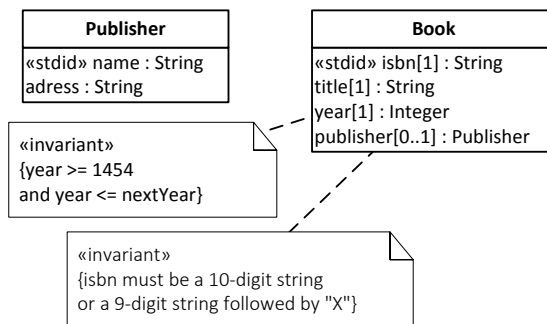 Publisher
«stdid» name : String
adress : String
Book
«stdid» isbn[1] : String
title[1] : String
year[1] : Integer
publisher[0..1] : Publisher
«invariant»
{year >= 1454
and year <= nextYear}
«invariant»
{isbn must be a 10-digit string
or a 9-digit string followed by "X"}